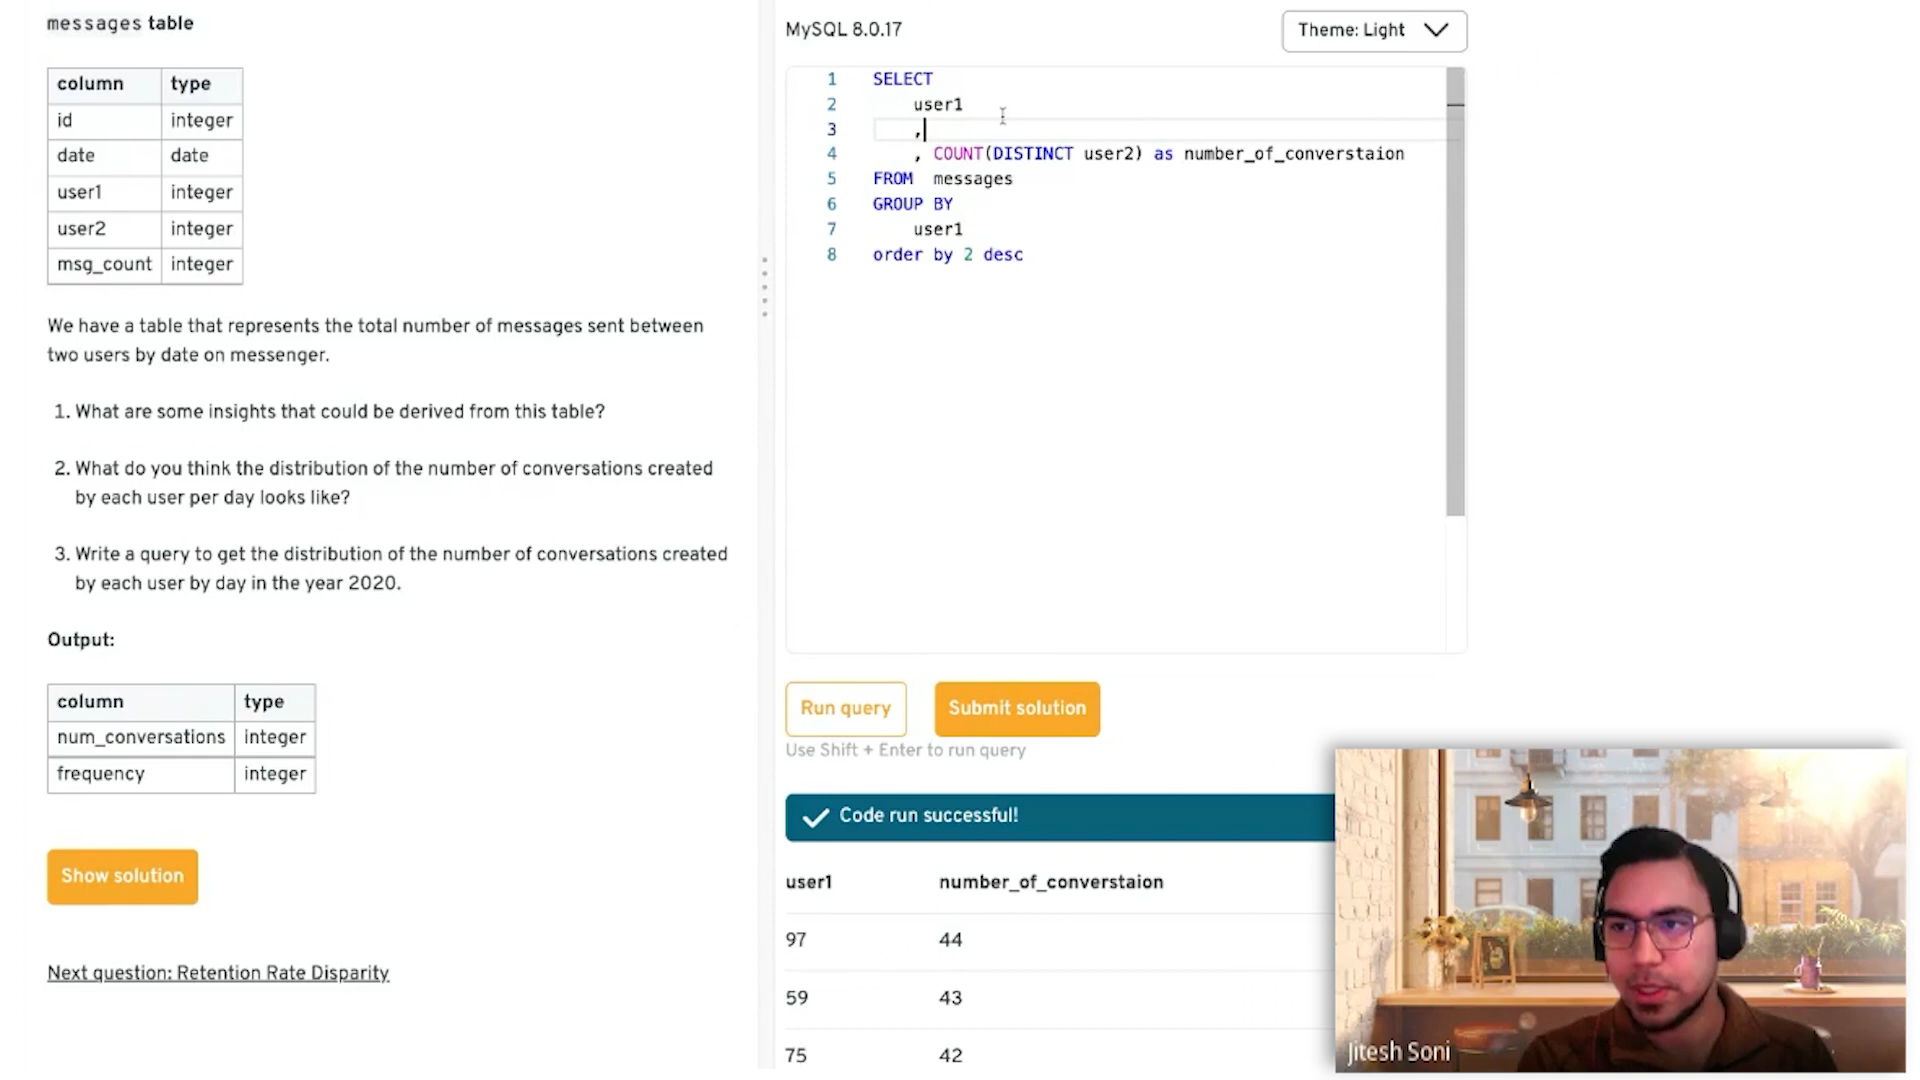 messages table
column type
id integer
date date
user1 integer
user2 integer
msg_count integer
We have a table that represents the total number of messages sent between
two users by date on messenger.
1. What are some insights that could be derived from this table?
2. What do you think the distribution of the number of conversations created
by each user per day looks like?
3. Write a query to get the distribution of the number of conversations created
by each user by day in the year 2020.
Output:
column type
num_conversations integer
frequency integer
Show solution
Next question: Retention Rate Disparity
MySQL 8.0.17
Theme: Light
1 SELECT
2 user1
3 ,
4 , COUNT(DISTINCT user2) as number_of_converstaion
5 FROM messages
6 GROUP BY
7 user1
8 order by 2 desc
Run query
Submit solution
Use Shift + Enter to run query
Code run successful!
user1 number_of_converstaion
97 44
59 43
75 42
Jitesh Soni